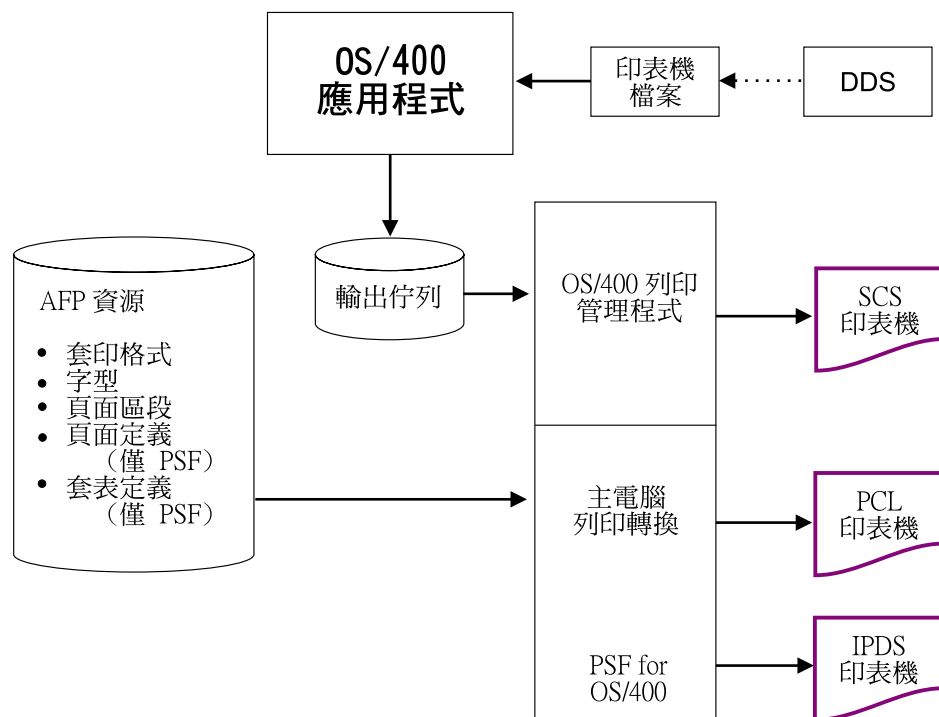 OS/400
應用程式
印表機
檔案
DDS
AFP 資源
• 套印格式
• 字型
• 頁面區段
• 頁面定義
（僅 PSF）
• 套表定義
（僅 PSF）
輸出佇列
OS/400 列印
管理程式
主電腦
列印轉換
PSF for
OS/400
SCS
印表機
PCL
印表機
IPDS
印表機